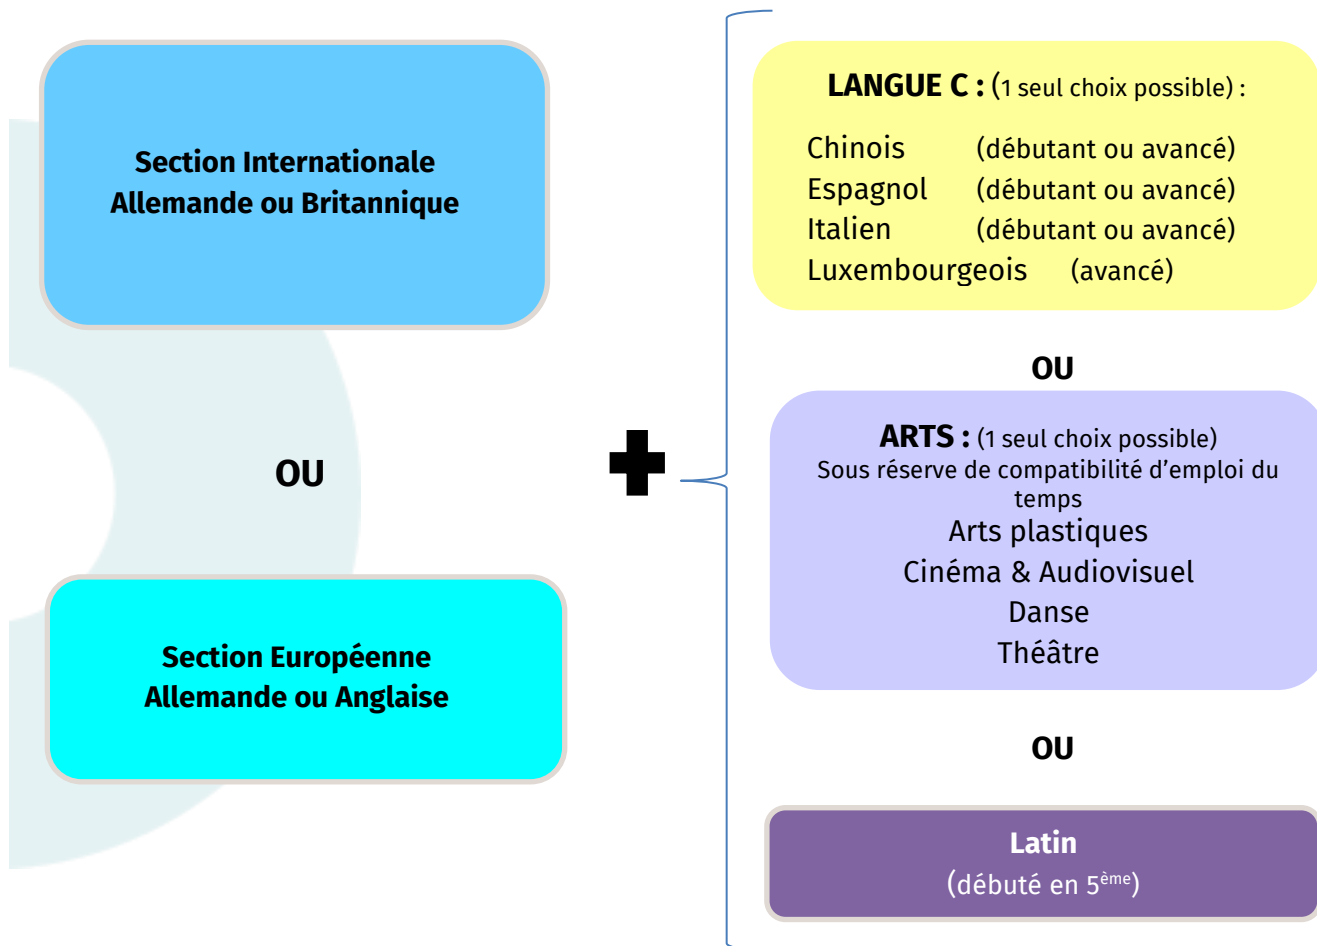 Section Internationale
Allemande ou Britannique
OU
Section Européenne
Allemande ou Anglaise
LANGUE C : (1 seul choix possible) :
Chinois (débutant ou avancé)
Espagnol (débutant ou avancé)
Italien (débutant ou avancé)
Luxembourgeois (avancé)
OU
ARTS : (1 seul choix possible)
Sous réserve de compatibilité d’emploi du
temps
Arts plastiques
Cinéma & Audiovisuel
Danse
Théâtre
OU
Latin
(débuté en 5ème)